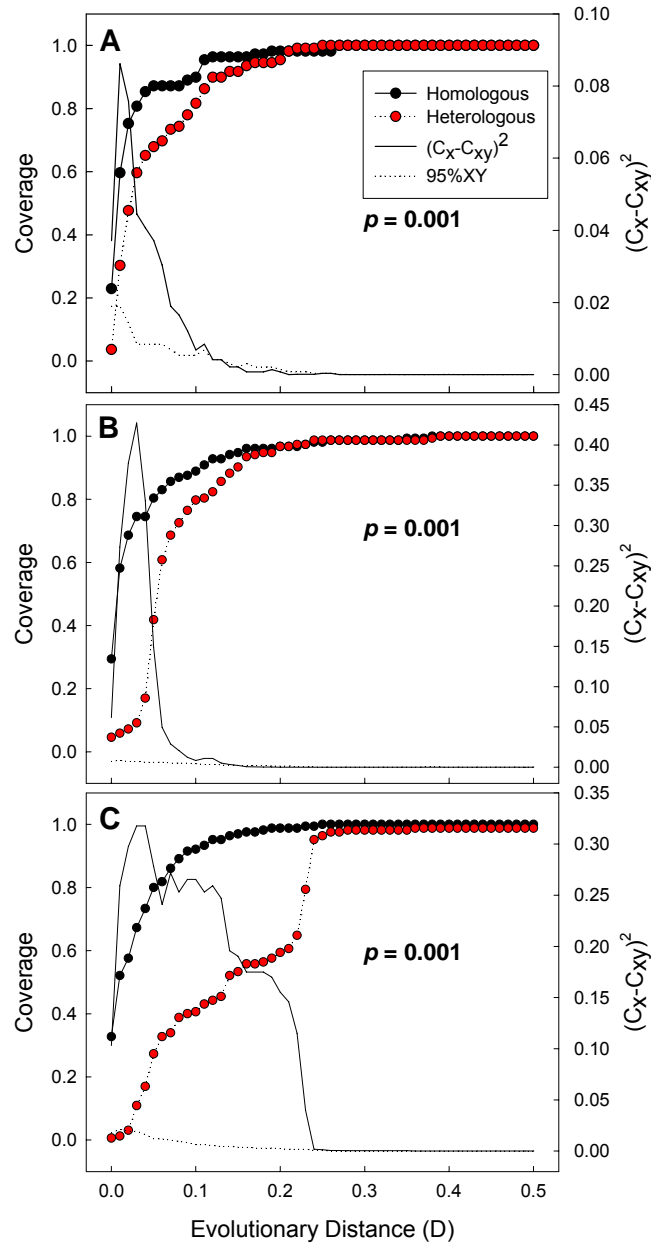 A
Coverage
1.0
0.8
0.6
0.4
0.2
0.0
0.10
0.08
0.06
0.04
0.02
0.00
(Cx-Cxy)2
Homologous
Heterologous
(Cx-Cxy)2
95%XY
p = 0.001
B
Coverage
1.0
0.8
0.6
0.4
0.2
0.0
0.45
0.40
0.35
0.30
0.25
0.20
0.15
0.10
0.05
0.00
(Cx-Cxy)2
p = 0.001
C
Coverage
1.0
0.8
0.6
0.4
0.2
0.0
0.35
0.30
0.25
0.20
0.15
0.10
0.05
0.00
(Cx-Cxy)2
p = 0.001
0.0 0.1 0.2 0.3 0.4 0.5
Evolutionary Distance (D)